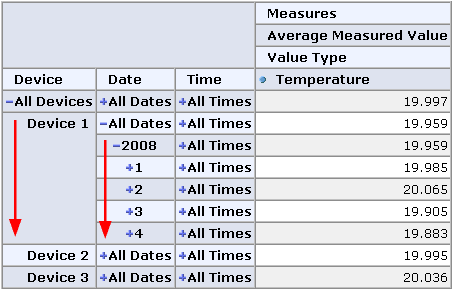 Measures
Average Measured Value
Value Type
Device Date Time Temperature
-All Devices +All Dates +All Times 19.997
Device 1 -All Dates +All Times 19.959
-2008 +All Times 19.959
+1 +All Times 19.985
+2 +All Times 20.065
+3 +All Times 19.905
+4 +All Times 19.883
Device 2 +All Dates +All Times 19.995
Device 3 +All Dates +All Times 20.036